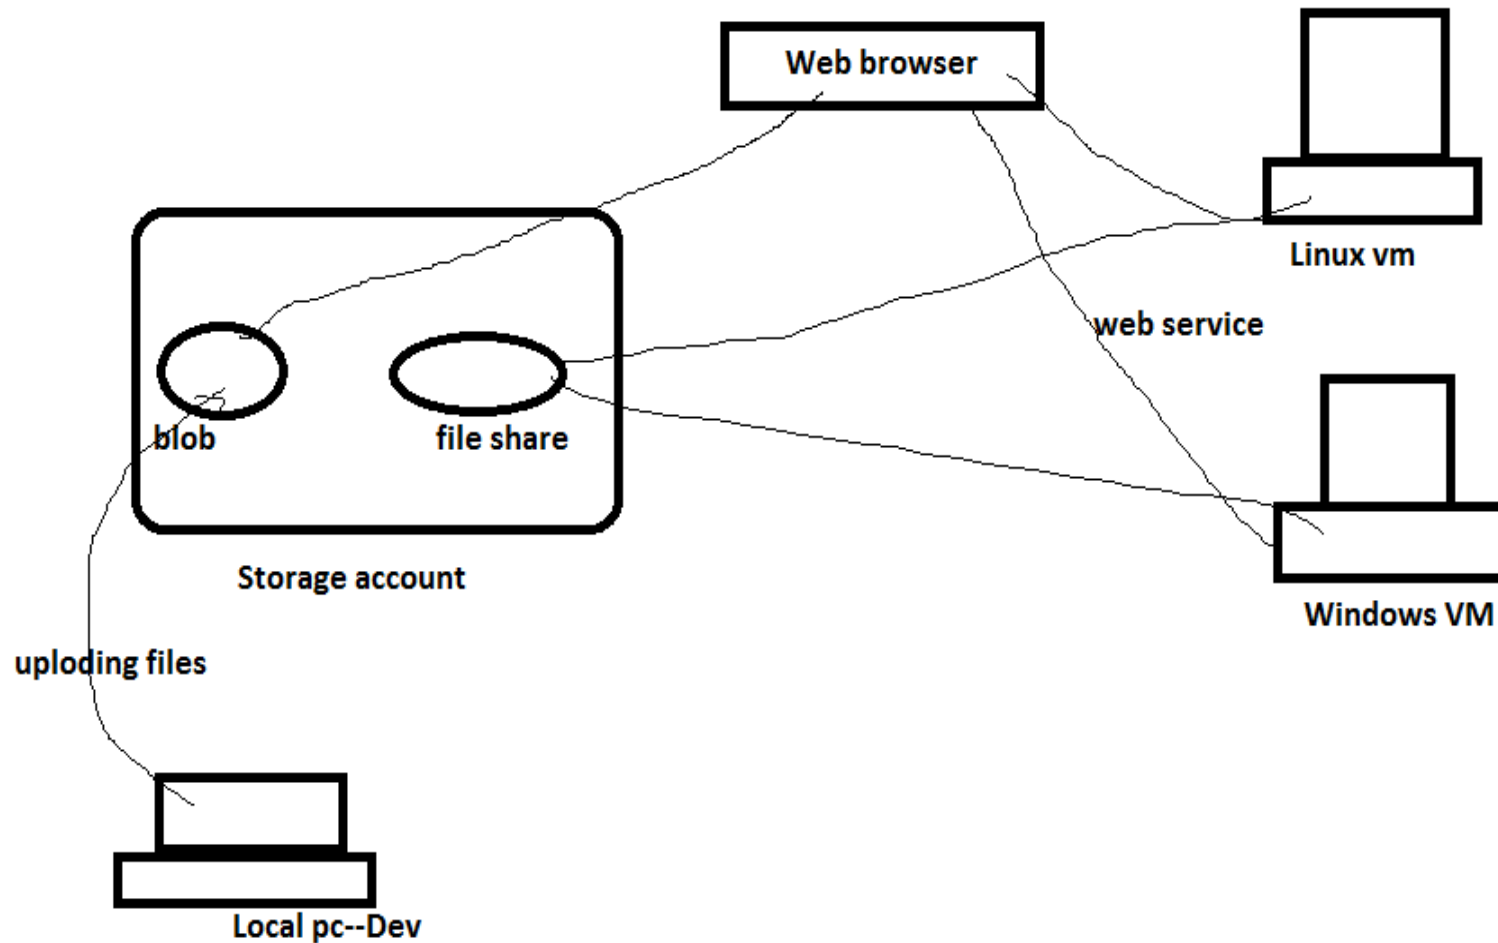 Web browser
Linux vm
web service
blob
file share
Storage account
Windows VM
uploding files
Local pc--Dev